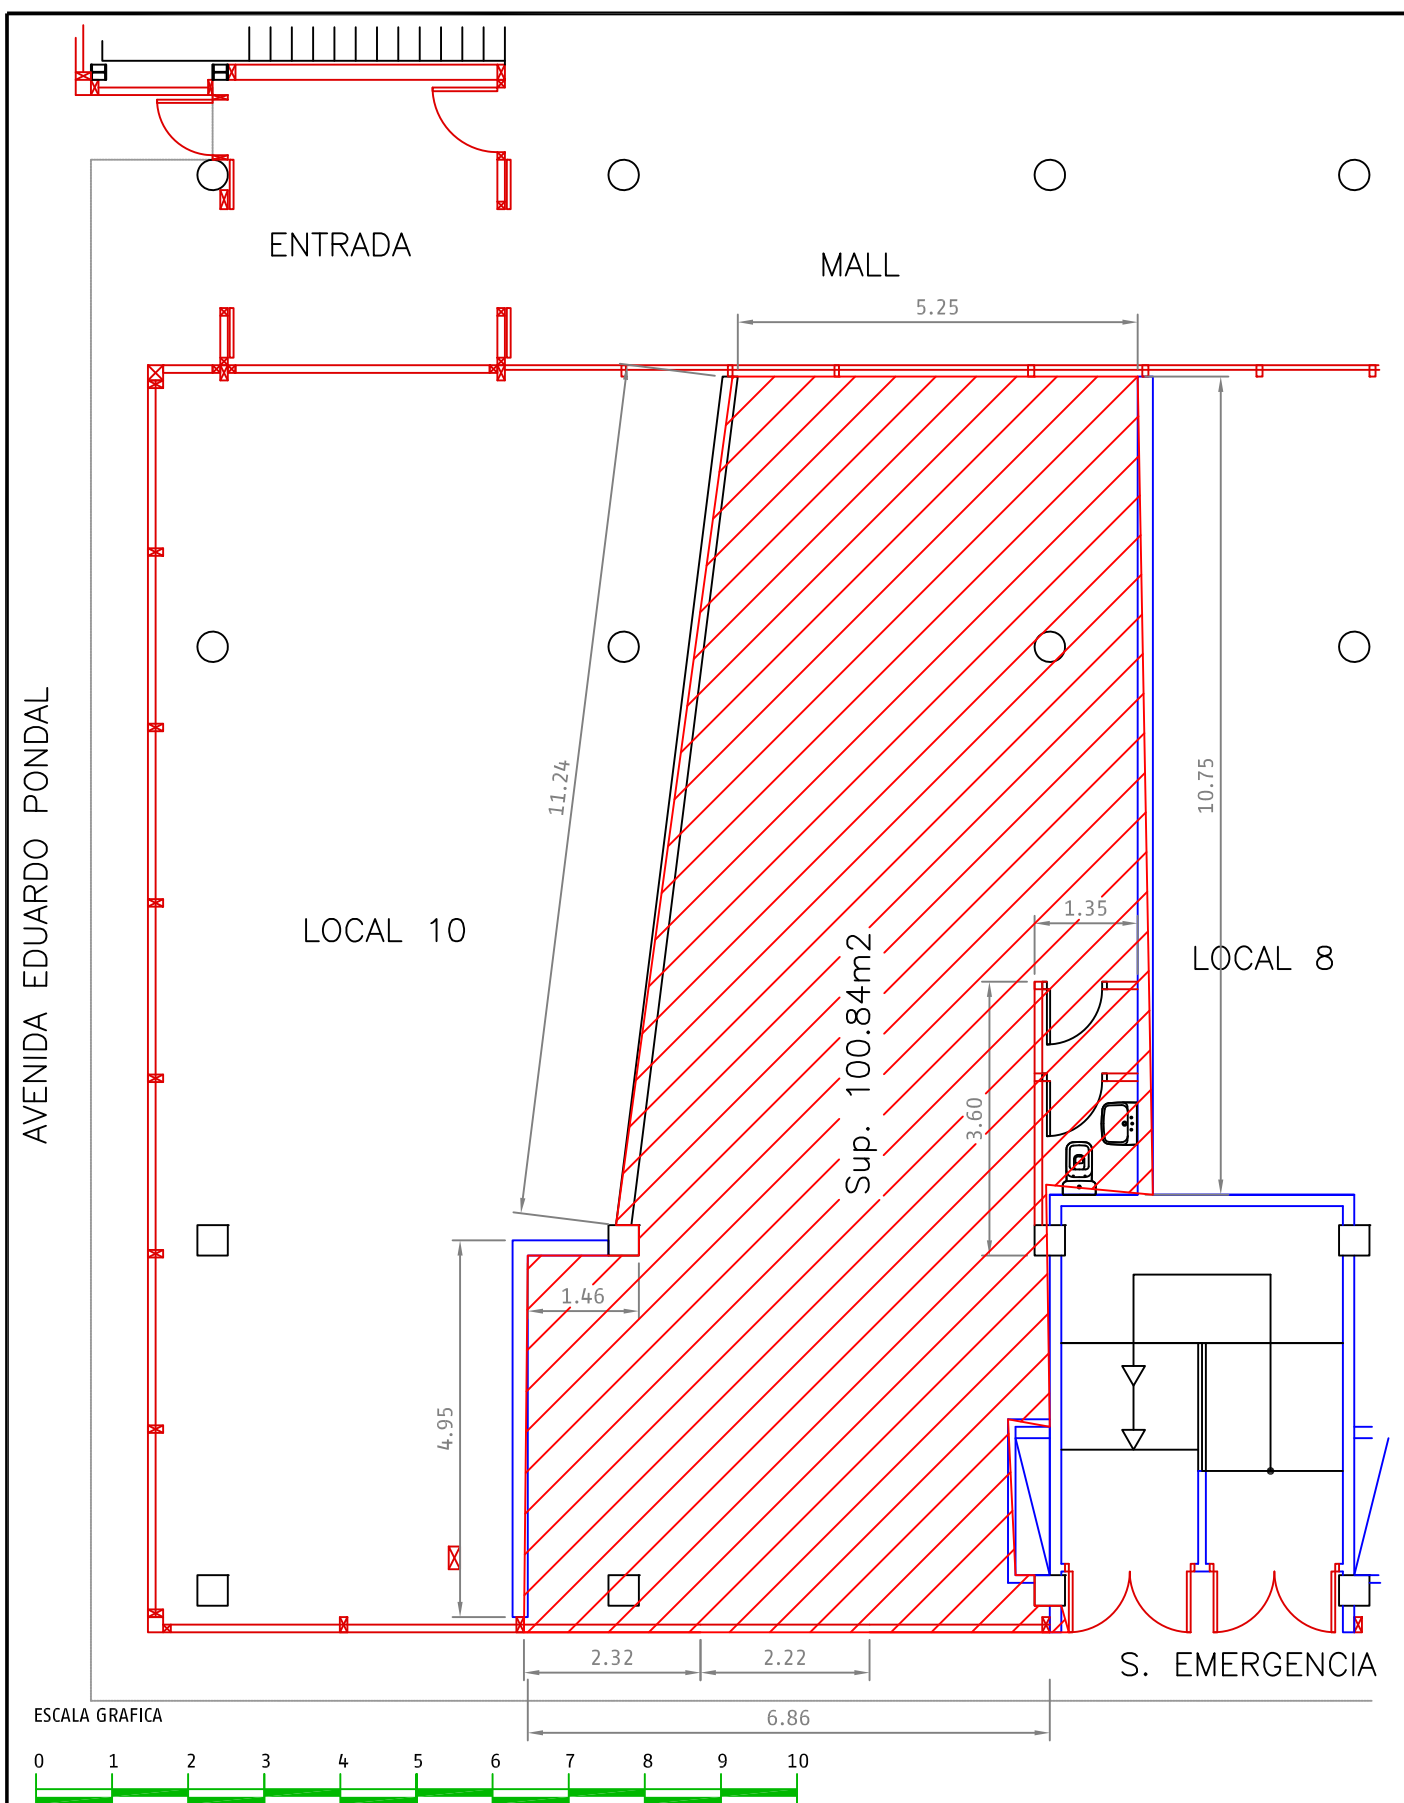 ENTRADA
MALL
5.25
11.24
10.75
AVENIDA EDUARDO PONDAL
LOCAL 10
1.35
LOCAL 8
Sup. 100.84m2
3.60
1.46
4.95
2.32
2.22
S. EMERGENCIA
6.86
ESCALA GRAFICA
0 1 2 3 4 5 6 7 8 9 10